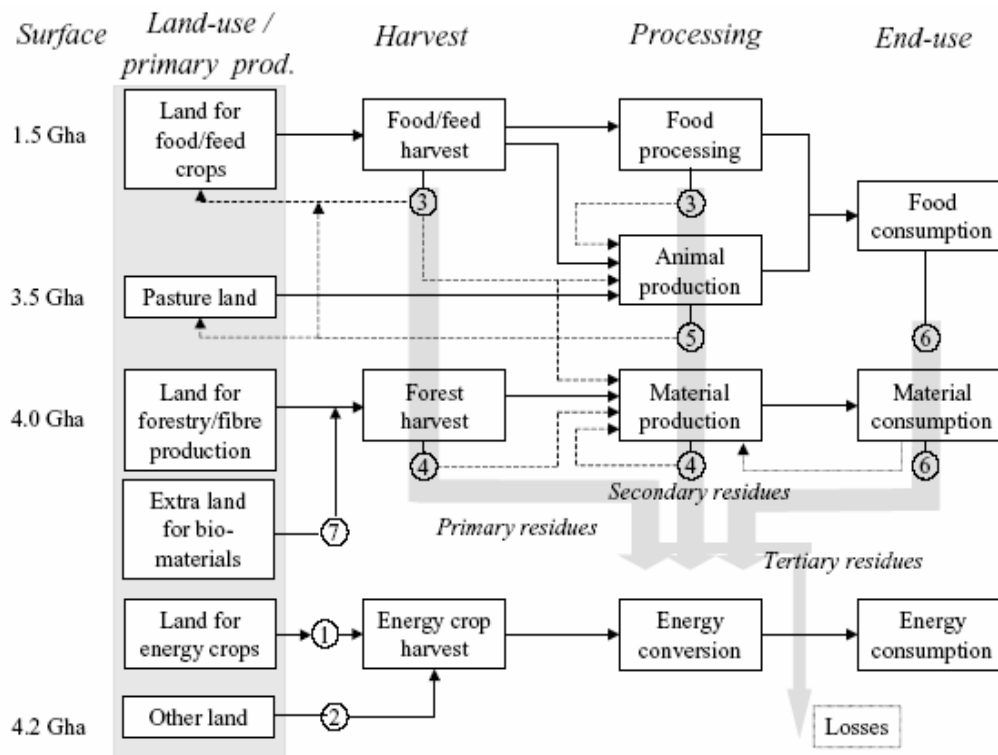 Surface
Land-use /
primary prod.
Harvest
Processing
End-use
1.5 Gha
Land for
food/feed
crops
Food/feed
harvest
Food
processing
3
3
Food
consumption
Animal
production
3.5 Gha
Pasture land
5
6
4.0 Gha
Land for
forestry/fibre
production
Forest
harvest
Material
production
Material
consumption
4
4
6
Secondary residues
Extra land
for bio-
materials
7
Primary residues
Tertiary residues
Land for
energy crops
1
Energy crop
harvest
Energy
conversion
Energy
consumption
4.2 Gha
Other land
2
Losses